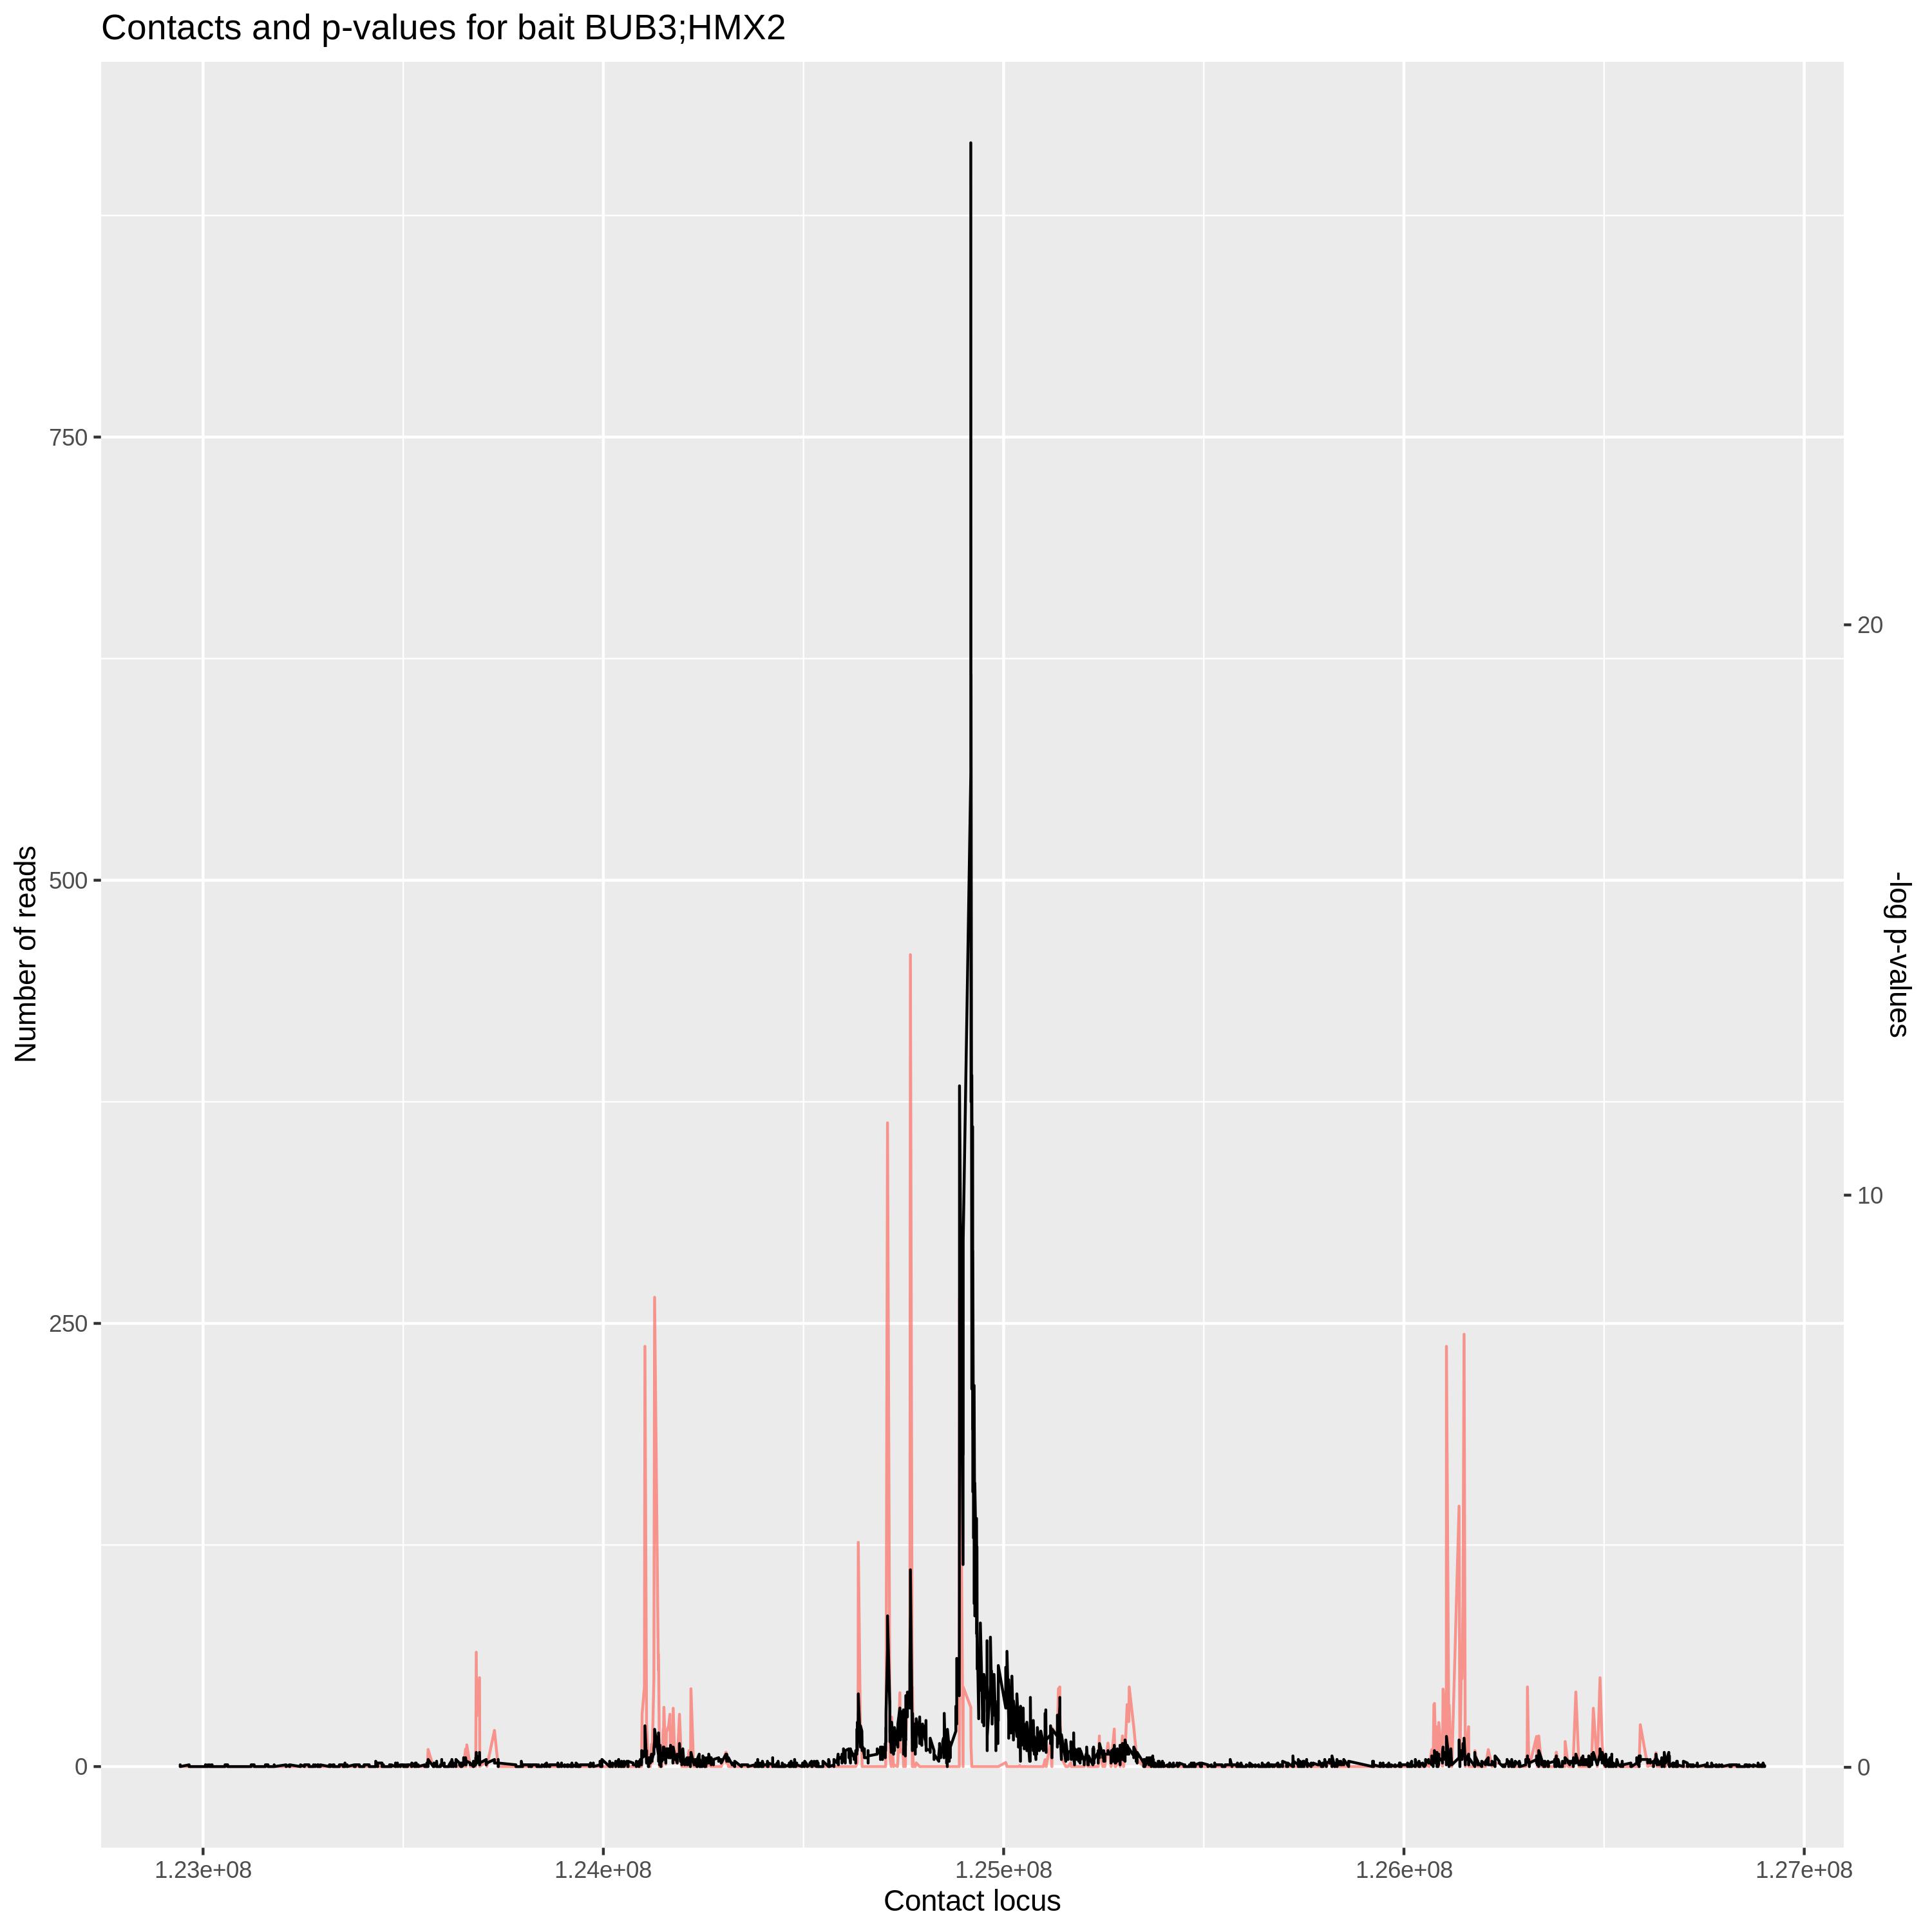 Contacts and p-values for bait BUB3;HMX2
750
500
250
0
Number of reads
20
10
0
-log p-values
1.23e+08
1.24e+08
1.25e+08
1.26e+08
1.27e+08
Contact locus